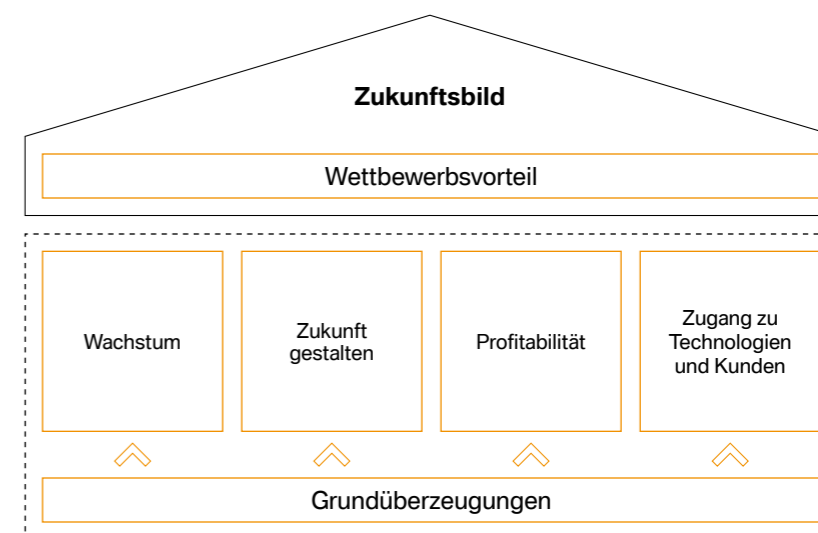 Zukunftsbild
Wettbewerbsvorteil
Wachstum
Zukunft
gestalten
Profitabilität
Zugang zu
Technologien
und Kunden
Grundüberzeugungen